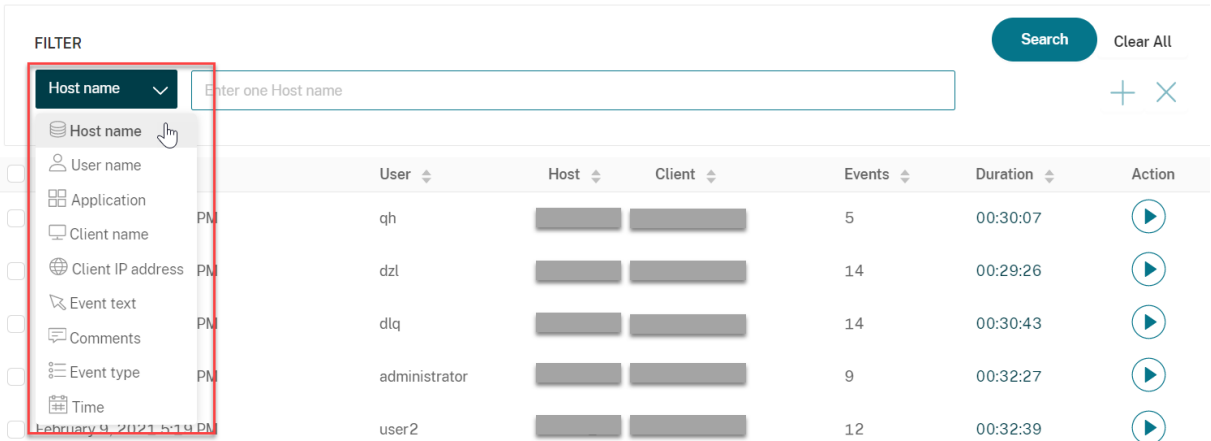 FILTER
Search
Clear All
Host name
Enter one Host name
Host name
User name
Application
Client name
Client IP address
Event text
Comments
Event type
Time
User Host Client Events Duration Action
PM qh 5 00:30:07
PM dzl 14 00:29:26
PM dlq 14 00:30:43
PM administrator 9 00:32:27
February 9, 2021 5:19 PM user2 12 00:32:39